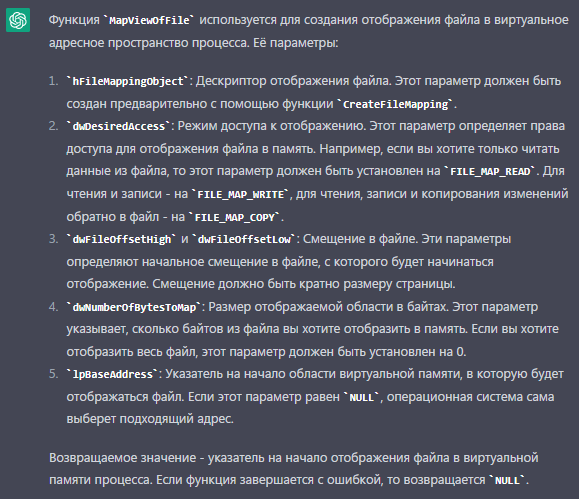 Функция `MapViewOfFile` используется для создания отображения файла в виртуальное
адресное пространство процесса. Её параметры:
1. `hFileMappingObject`: Дескриптор отображения файла. Этот параметр должен быть
создан предварительно с помощью функции `CreateFileMapping`.
2. `dwDesiredAccess`: Режим доступа к отображению. Этот параметр определяет права
доступа для отображения файла в память. Например, если вы хотите только читать
данные из файла, то этот параметр должен быть установлен на `FILE_MAP_READ`. Для
чтения и записи - на `FILE_MAP_WRITE`, для чтения, записи и копирования изменений
обратно в файл - на `FILE_MAP_COPY`.
3. `dwFileOffsetHigh` и `dwFileOffsetLow`: Смещение в файле. Эти параметры
определяют начальное смещение в файле, с которого будет начинаться
отображение. Смещение должно быть кратно размеру страницы.
4. `dwNumberOfBytesToMap`: Размер отображаемой области в байтах. Этот параметр
указывает, сколько байтов из файла вы хотите отобразить в память. Если вы хотите
отобразить весь файл, этот параметр должен быть установлен на 0.
5. `lpBaseAddress`: Указатель на начало области виртуальной памяти, в которую будет
отображаться файл. Если этот параметр равен `NULL`, операционная система сама
выберет подходящий адрес.
Возвращаемое значение - указатель на начало отображения файла в виртуальной
памяти процесса. Если функция завершается с ошибкой, то возвращается `NULL`.